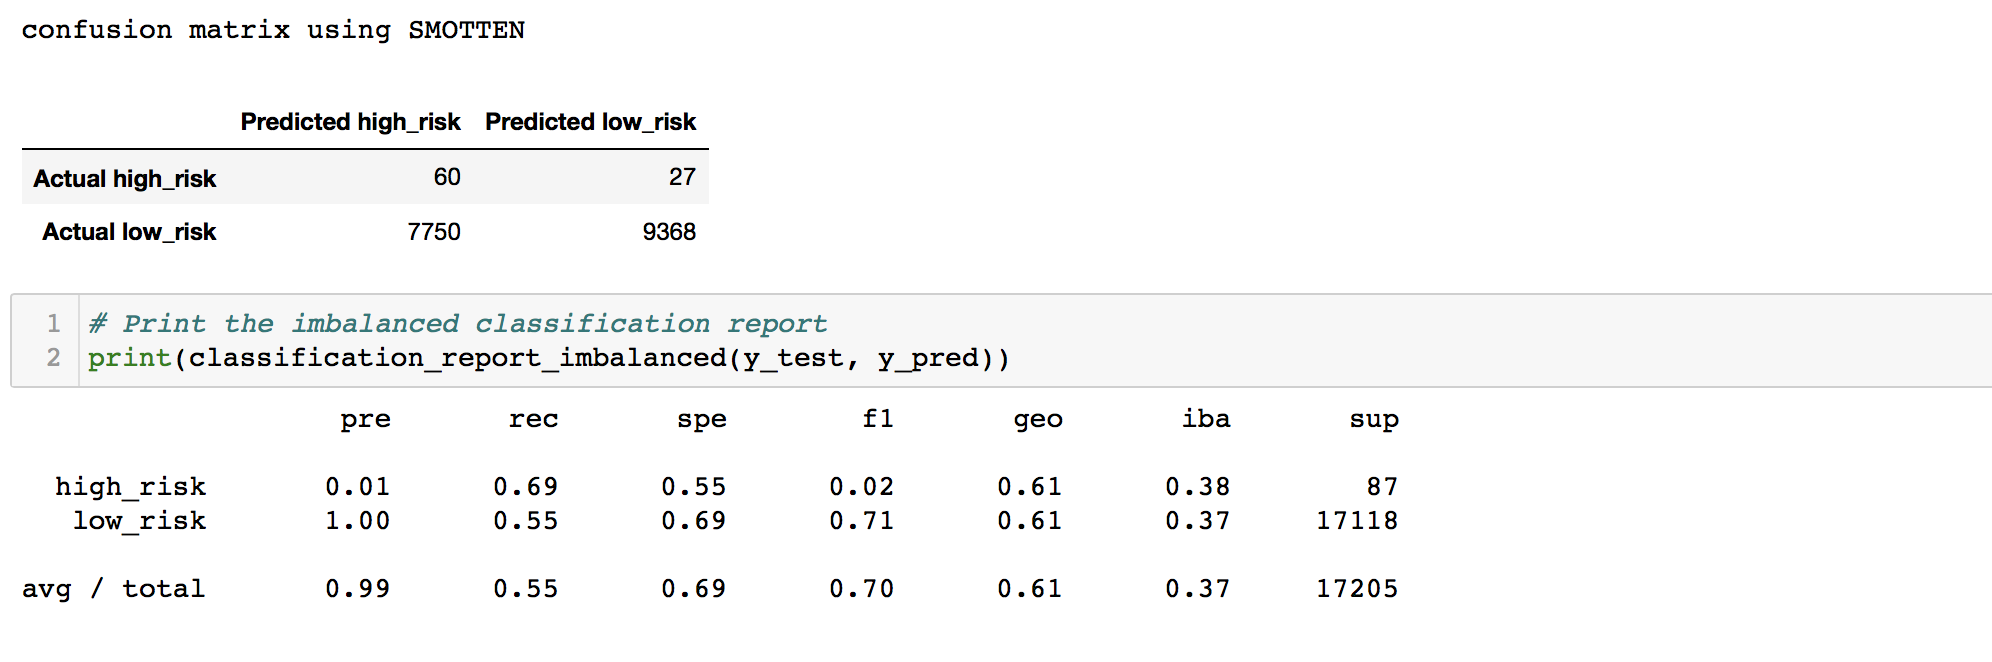 confusion matrix using SMOTTEN
Predicted high_risk Predicted low_risk
Actual high_risk 60 27
Actual low_risk 7750 9368
1 # Print the imbalanced classification report
2 print(classification_report_imbalanced(y_test, y_pred))
pre rec spe f1 geo iba sup
high_risk 0.01 0.69 0.55 0.02 0.61 0.38 87
low_risk 1.00 0.55 0.69 0.71 0.61 0.37 17118
avg / total 0.99 0.55 0.69 0.70 0.61 0.37 17205